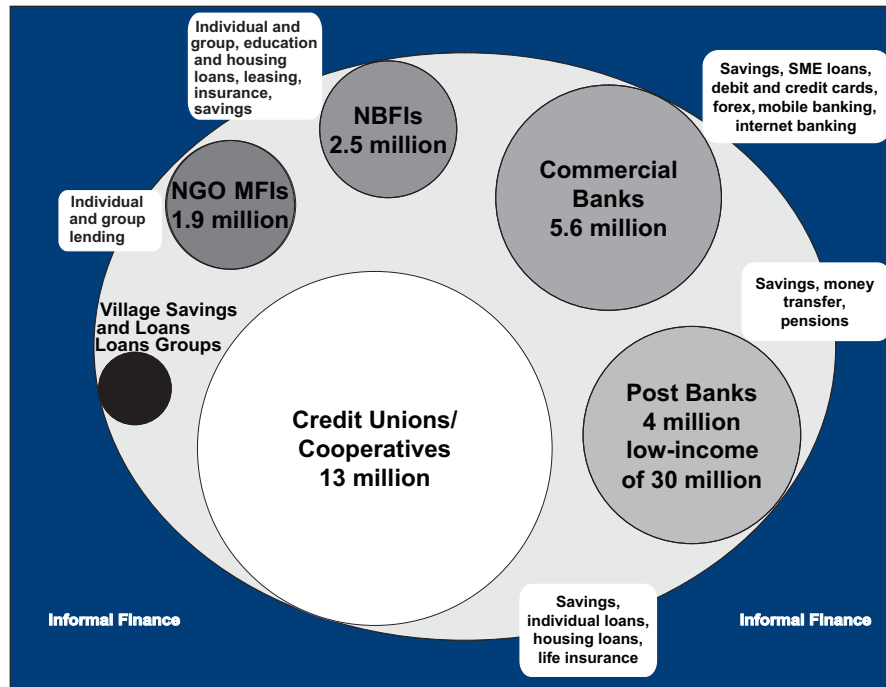 Individual and
group, education
and housing
loans, leasing,
insurance,
savings
NBFIs
2.5 million
Savings, SME loans,
debit and credit cards,
forex, mobile banking,
internet banking
NGO MFIs
1.9 million
Individual
and group
lending
Commercial
Banks
5.6 million
Savings, money
transfer,
pensions
Village Savings
and Loans
Loans Groups
Credit Unions/
Cooperatives
13 million
Post Banks
4 million
low-income
of 30 million
Informal Finance
Savings,
individual loans,
housing loans,
life insurance
Informal Finance